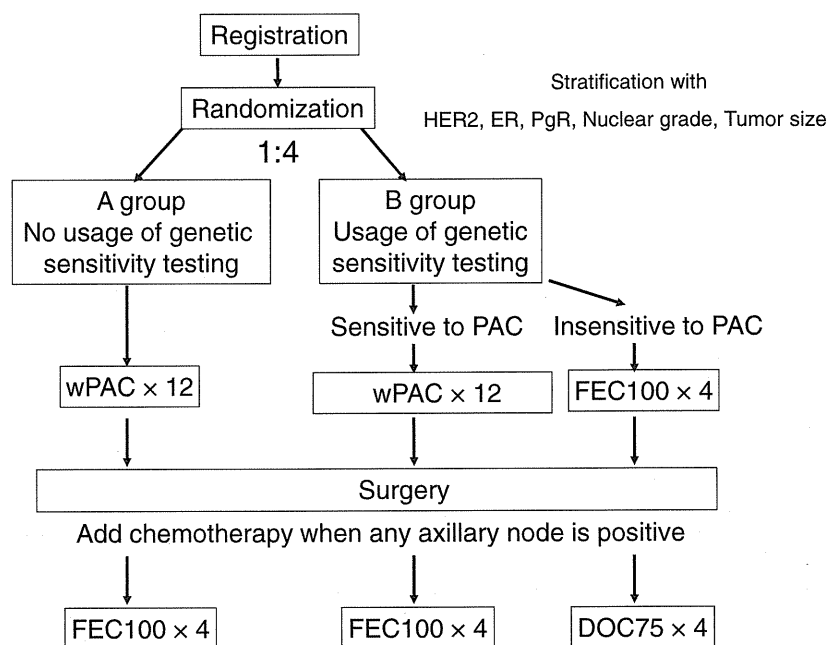 Registration
Stratification with
Randomization
HER2, ER, PgR, Nuclear grade, Tumor size
1:4
A group
No usage of genetic
sensitivity testing
B group
Usage of genetic
sensitivity testing
Sensitive to PAC
Insensitive to PAC
wPAC × 12
wPAC × 12
FEC100 × 4
Surgery
Add chemotherapy when any axillary node is positive
FEC100 × 4
FEC100 × 4
DOC75 × 4